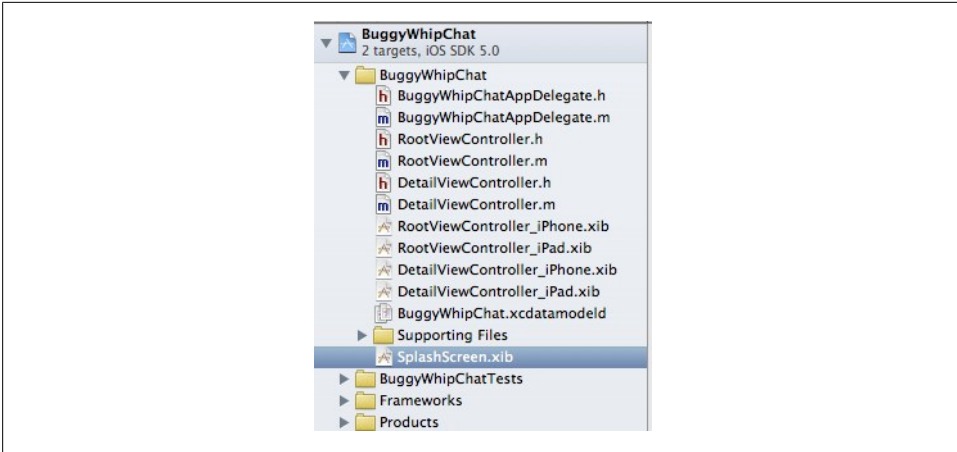 BuggyWhipChat
2 targets, iOS SDK 5.0
BuggyWhipChat
h BuggyWhipChatAppDelegate.h
m BuggyWhipChatAppDelegate.m
h RootViewController.h
m RootViewController.m
h DetailViewController.h
m DetailViewController.m
RootViewController_iPhone.xib
RootViewController_iPad.xib
DetailViewController_iPhone.xib
DetailViewController_iPad.xib
BuggyWhipChat.xcdatamodeld
Supporting Files
SplashScreen.xib
BuggyWhipChatTests
Frameworks
Products